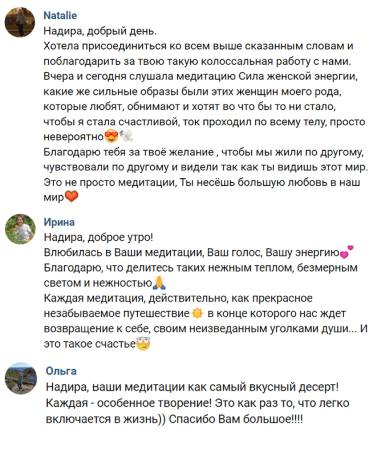 Natalie
Надира, добрый день.
Хотела присоединиться ко всем выше сказанным словам и
поблагодарить за твою такую колоссальную работу с нами.
Вчера и сегодня слушала медитацию Сила женской энергии,
какие же сильные образы были этих женщин моего рода,
которые любят, обнимают и хотят во что бы то ни стало,
чтобы я стала счастливой, ток проходил по всему телу, просто
невероятно😍🕊
Благодарю тебя за твоё желание , чтобы мы жили по другому,
чувствовали по другому и видели так как ты видишь этот мир.
Это не просто медитации, Ты несёшь большую любовь в наш
мир❤
Ирина
Надира, доброе утро!
Влюбилась в Ваши медитации, Ваш голос, Вашу энергию💕
Благодарю, что делитесь таких нежным теплом, безмерным
светом и нежностью🙏
Каждая медитация, действительно, как прекрасное
незабываемое путешествие☀ в конце которого нас ждет
возвращение к себе, своим неизведанным уголками души... И
это такое счастье😇
Ольга
Надира, ваши медитации как самый вкусный десерт!
Каждая - особенное творение! Это как раз то, что легко
включается в жизнь)) Спасибо Вам большое!!!!